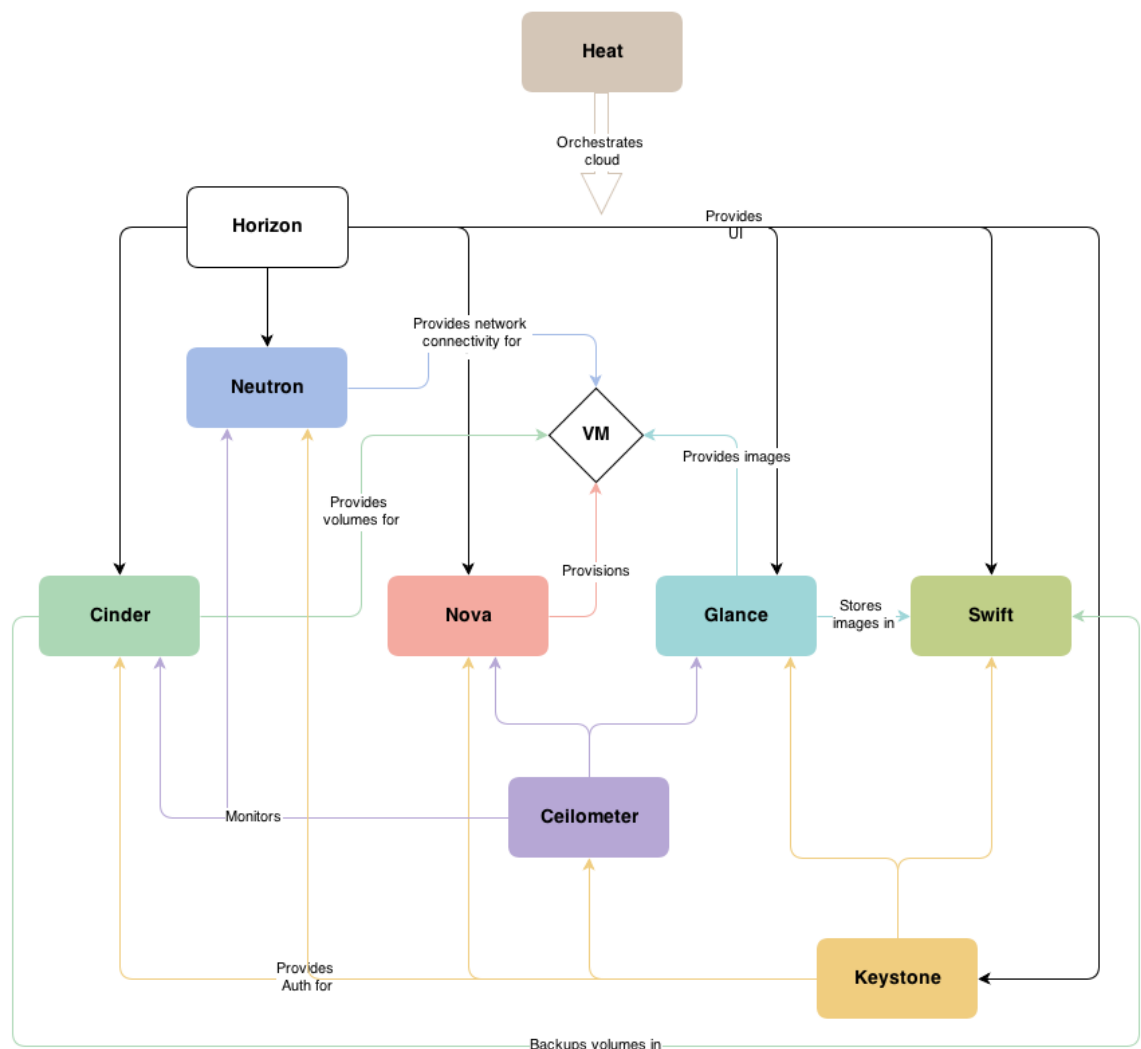 Heat
Orchestrates
cloud
Provides
UI
Horizon
Provides network
connectivity for
Neutron
VM
Provides images
Provides
volumes for
Provisions
Cinder
Nova
Glance
Stores
images in
Swift
Ceilometer
Monitors
Provides
Auth for
Keystone
Backups volumes in